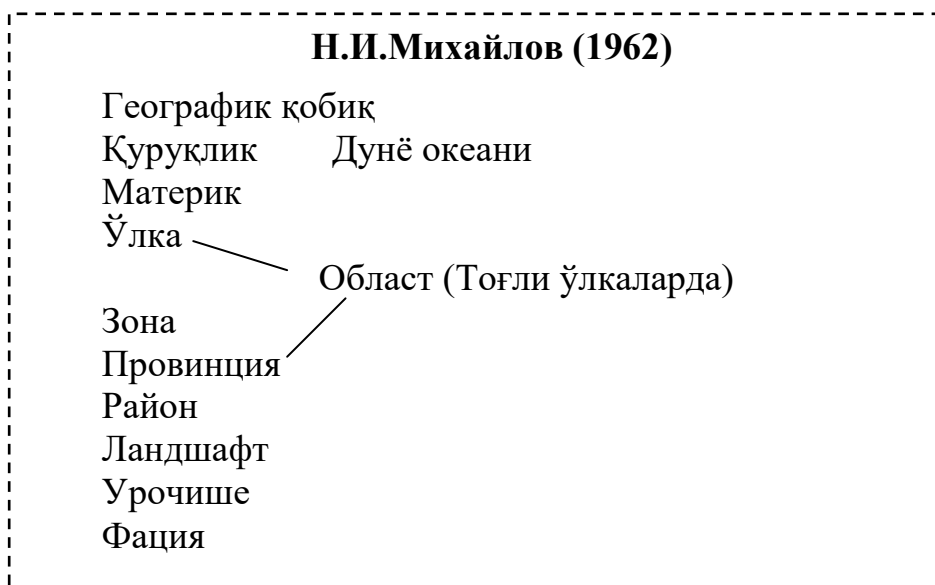 Н.И.Михайлов (1962)
Географик қобиқ
Қуруқлик Дунё океани
Материк
Ўлка
Област (Тоғли ўлкаларда)
Зона
Провинция
Район
Ландшафт
Урочише
Фация